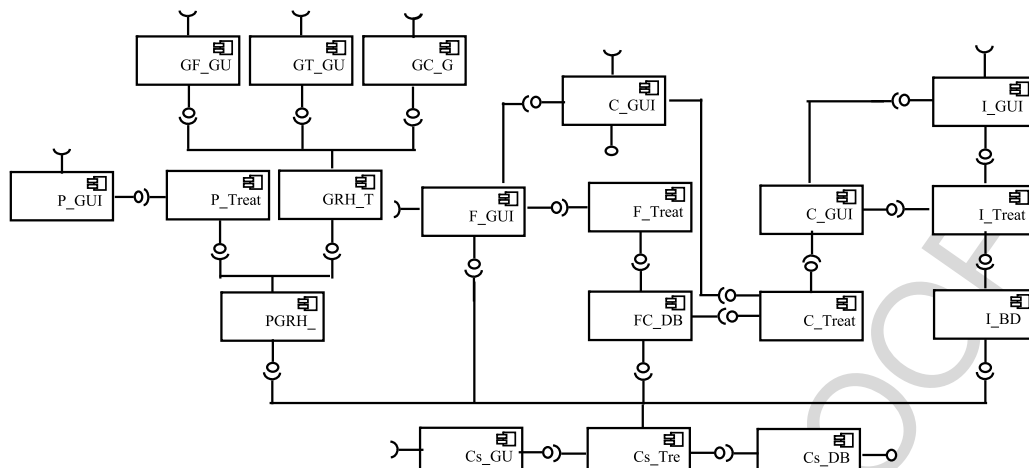 GF_GU
GT_GU
GC_G
C_GUI
I_GUI
P_GUI
P_Treat
GRH_T
F_GUI
F_Treat
C_GUI
I_Treat
PGRH_
FC_DB
C_Treat
I_BD
Cs_GU
Cs_Tre
Cs_DB